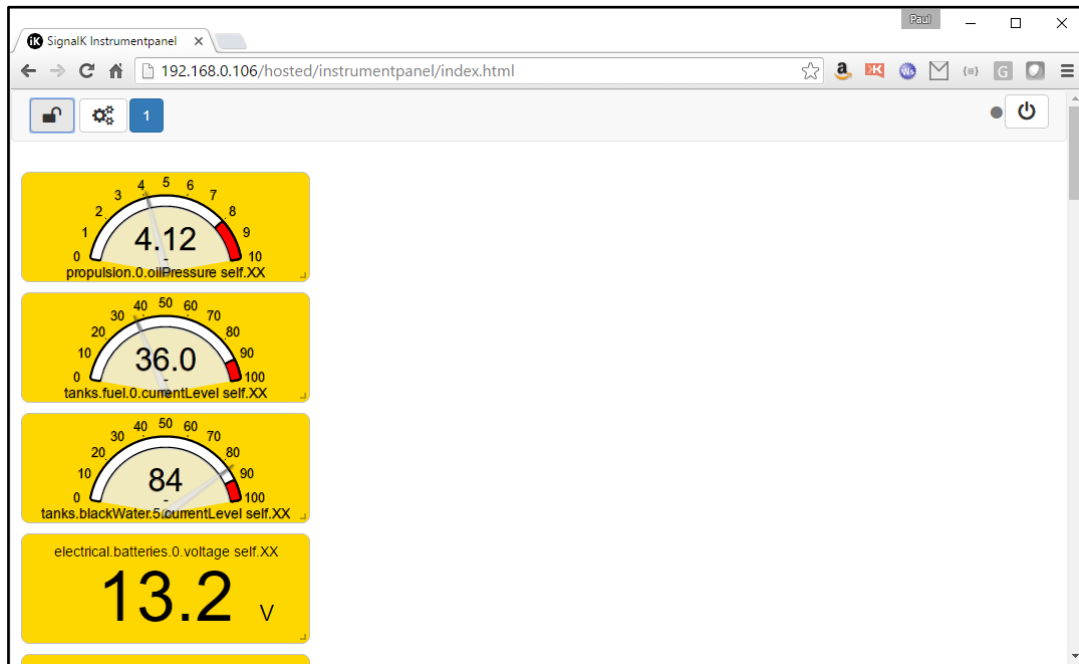 Paul
SignalK Instrumentpanel
192.168.0.106/hosted/instrumentpanel/index.html
1
0 1 2 3 4 5 6 7 8 9 10
4.12
propulsion.0.oilPressure self.XX
0 10 20 30 40 50 60 70 80 90 100
36.0
-
tanks.fuel.0.currentLevel self.XX
0 10 20 30 40 50 60 70 80 90 100
84
-
tanks.blackWater.5.currentLevel self.XX
electrical.batteries.0.voltage self.XX
13.2 V